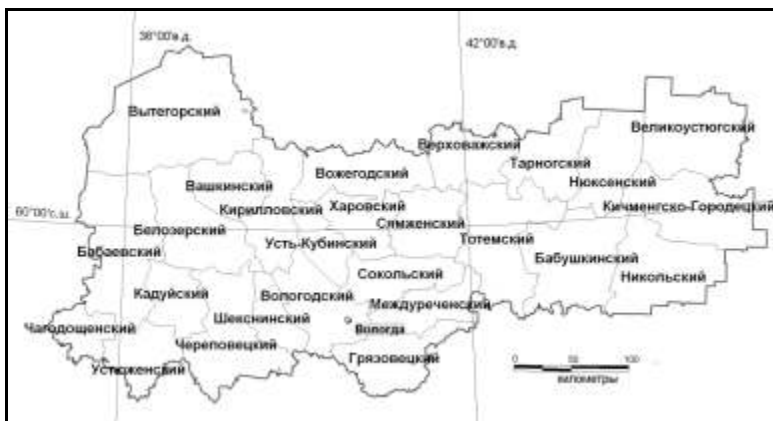 38°00'в.д.
42°00'в.д.
Вытегорский
Великоустюгский
Верховажский
Тарногский
Вожегодский
Нюксенский
Вашкинский
Кирилловский
Харовский
Кичменгско-Городецкий
60°00'с.ш.
Сямженский
Белозерский
Усть-Кубинский
Тотемский
Бабаевский
Бабушкинский
Сокольский
Никольский
Кадуйский
Вологодский
Междуреченский
Шекснинский
Чагодощенский
Вологда
Череповецкий
Грязовецкий
Устюженский
0 50 100
километры